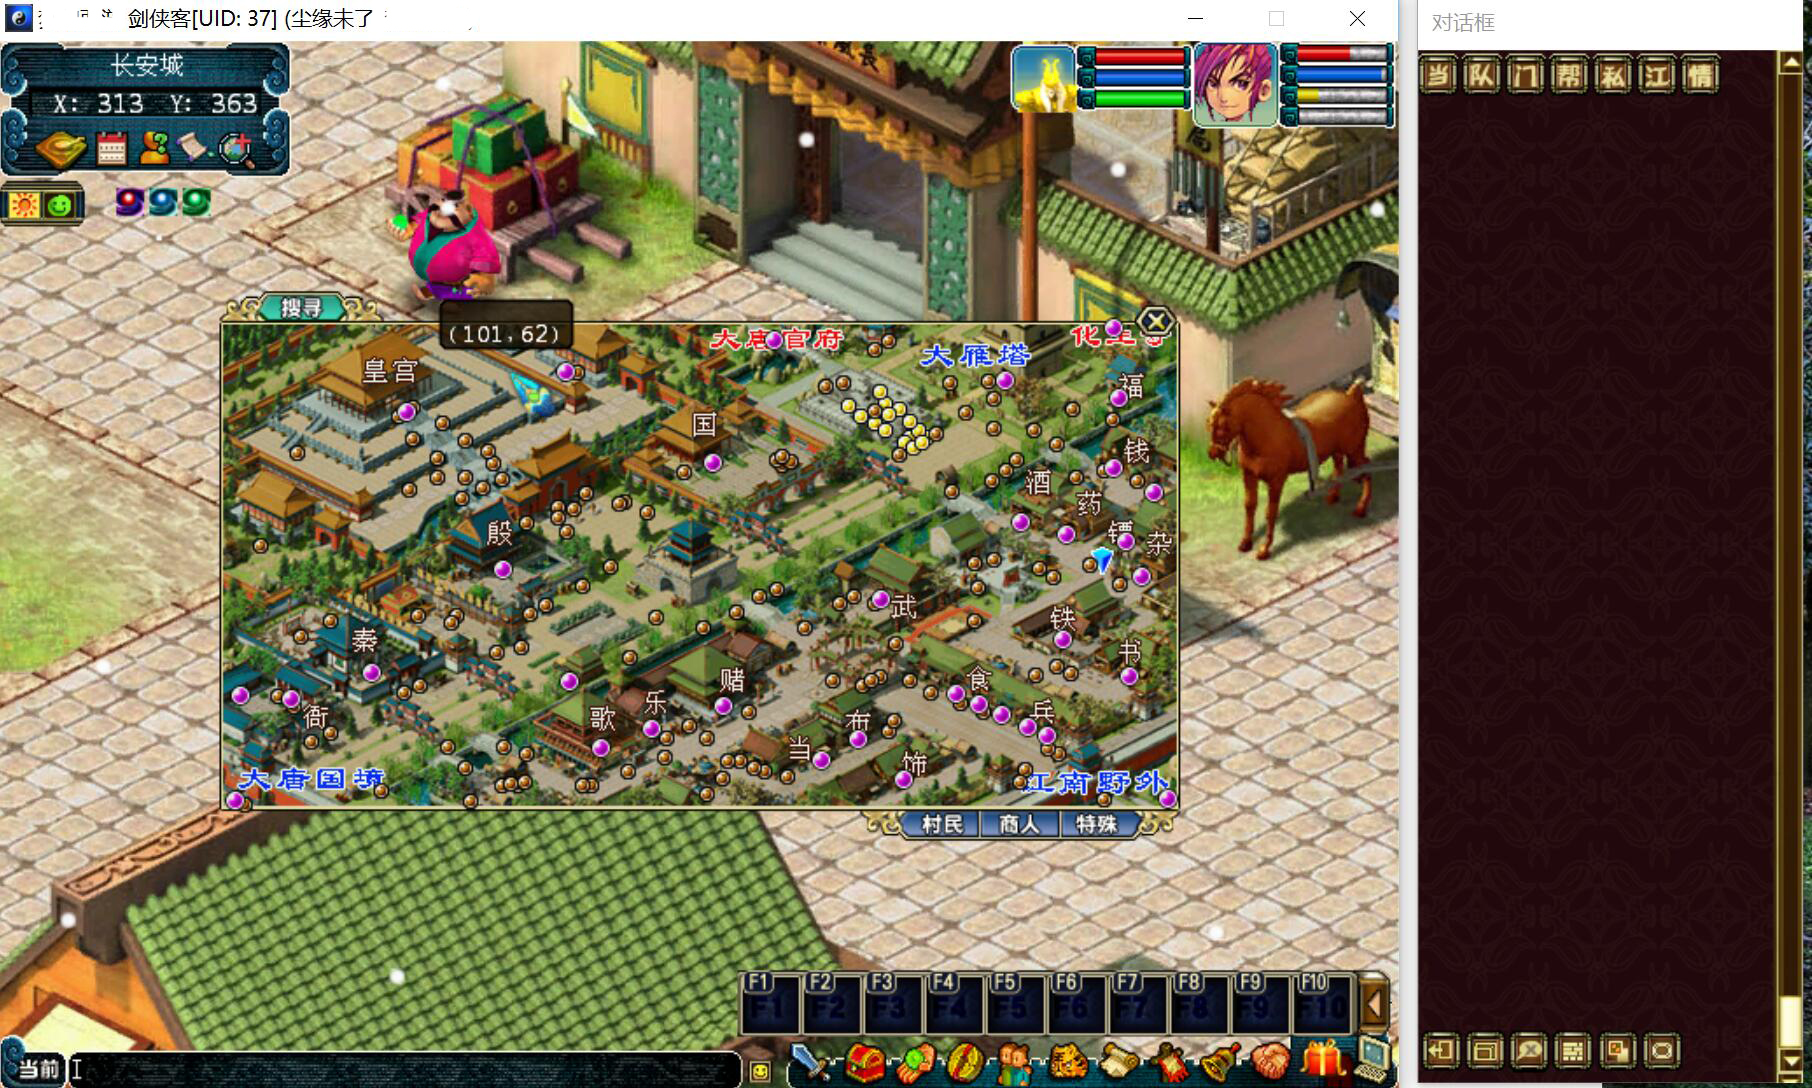 剑侠客[UID: 37] (尘缘未了
对话框
长安城
X: 313 Y: 363
当 队 门 帮 私 江 情
搜寻
(101,62)
大唐官府
化生寺
大雁塔
皇宫
福
国
钱
酒
药
镖
殷
杂
武
铁
秦
书
赌
食
乐
兵
歌
衙
布
当
饰
大唐国境
江南野外
村民 商人 特殊
F1 F2 F3 F4 F5 F6 F7 F8 F9 F10
当前